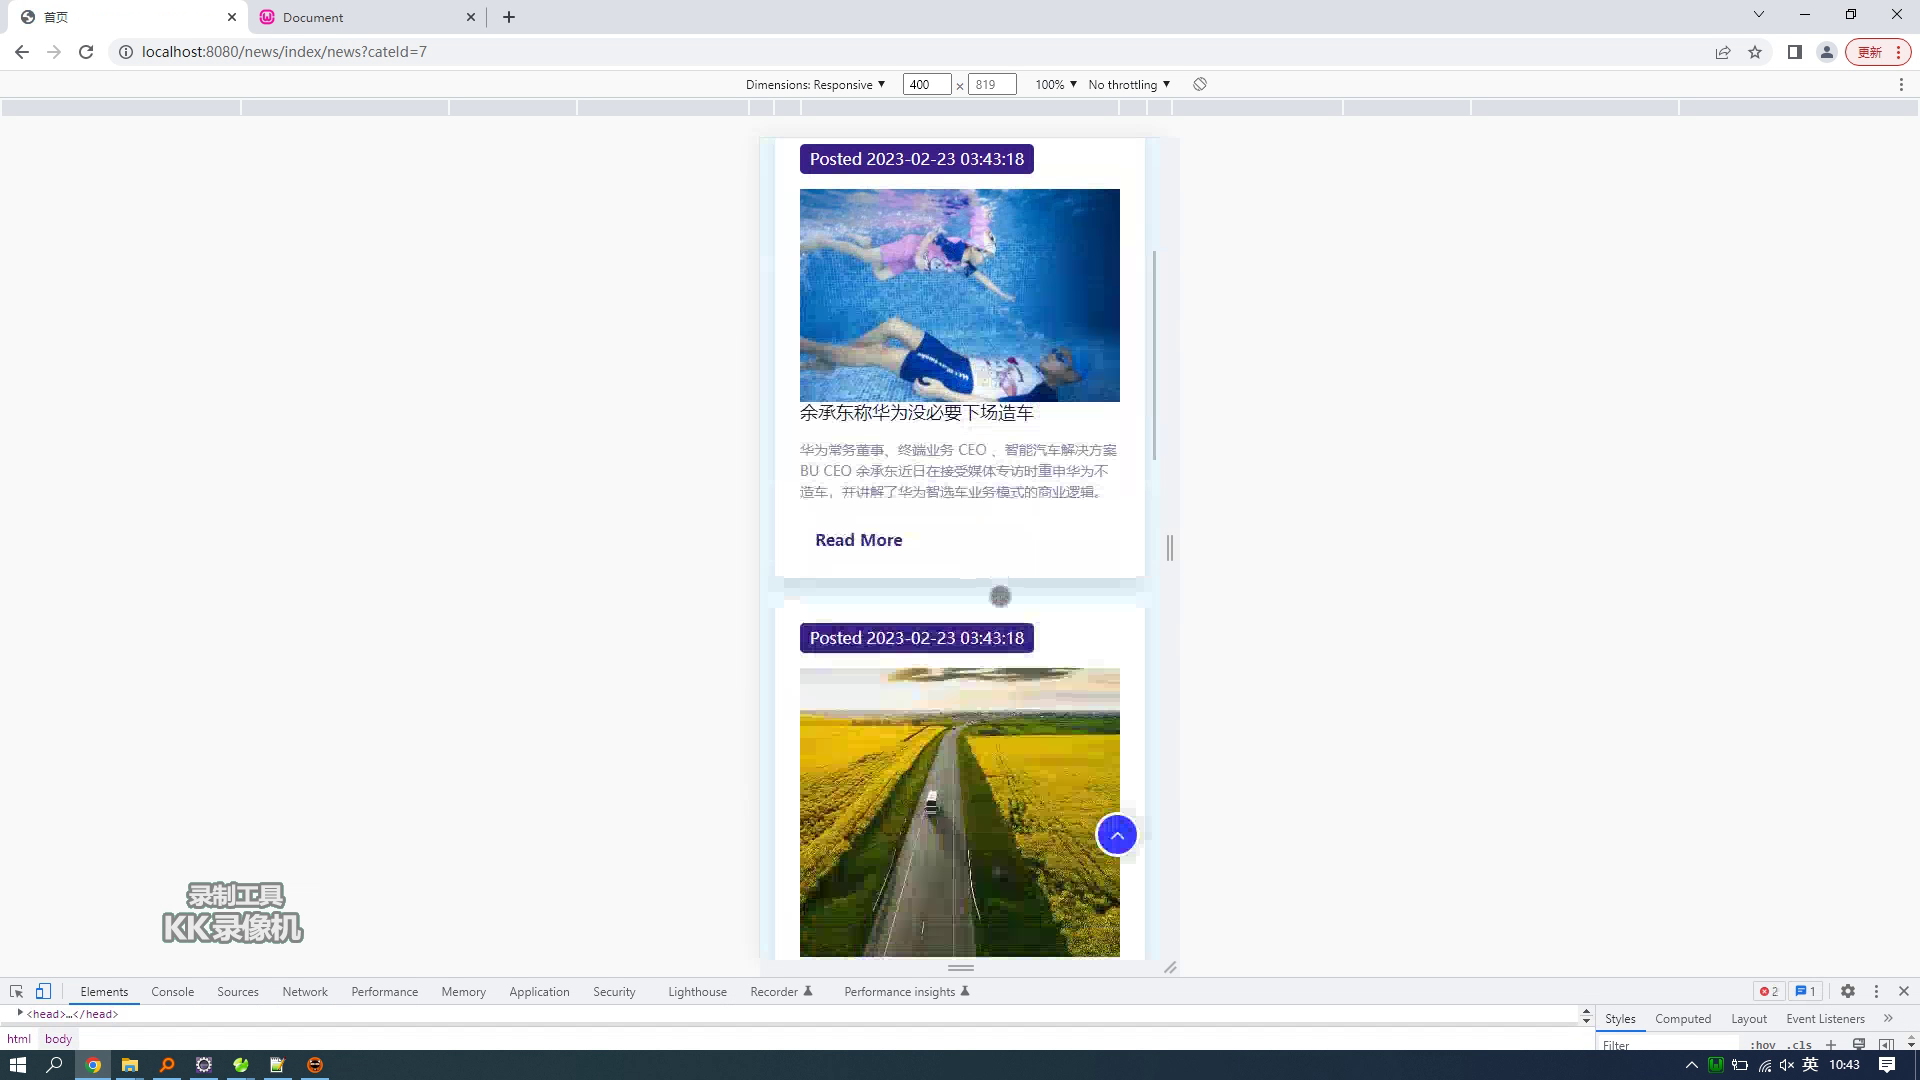 首页
Document
localhost:8080/news/index/news?cateId=7
更新
Dimensions: Responsive ▼ 400 × 819 100% ▼ No throttling ▼
Posted 2023-02-23 03:43:18
余承东称华为没必要下场造车
华为常务董事、终端业务 CEO 、智能汽车解决方案
BU CEO 余承东近日在接受媒体专访时重申华为不
造车，并讲解了华为智选车业务模式的商业逻辑。
Read More
Posted 2023-02-23 03:43:18
录制工具
KK录像机
Elements Console Sources Network Performance Memory Application Security Lighthouse Recorder Performance insights 2 1
<head>…</head>
Styles Computed Layout Event Listeners »
html body
Filter :hov .cls +
英 10:43